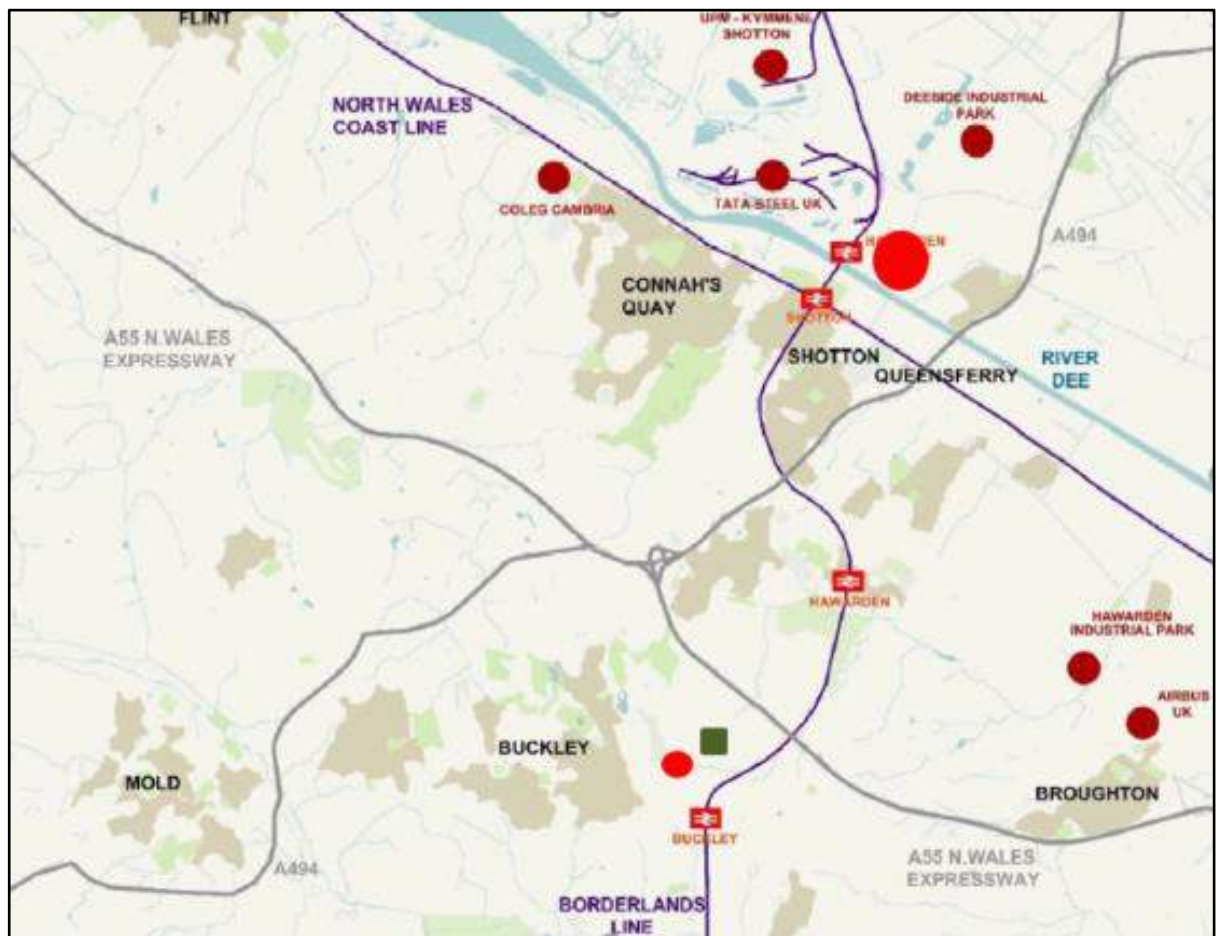 FLINT
UPM - KYMMENE
SHOTTON
NORTH WALES
COAST LINE
DEESIDE INDUSTRIAL
PARK
COLEG CAMBRIA
TATA STEEL UK
A494
CONNAH'S
QUAY
SHOTTON
A55 N.WALES
EXPRESSWAY
SHOTTON
QUEENSFERRY
RIVER
DEE
HAWARDEN
HAWARDEN
INDUSTRIAL PARK
AIRBUS
UK
BUCKLEY
MOLD
BROUGHTON
BUCKLEY
A494
A55 N.WALES
EXPRESSWAY
BORDERLANDS
LINE